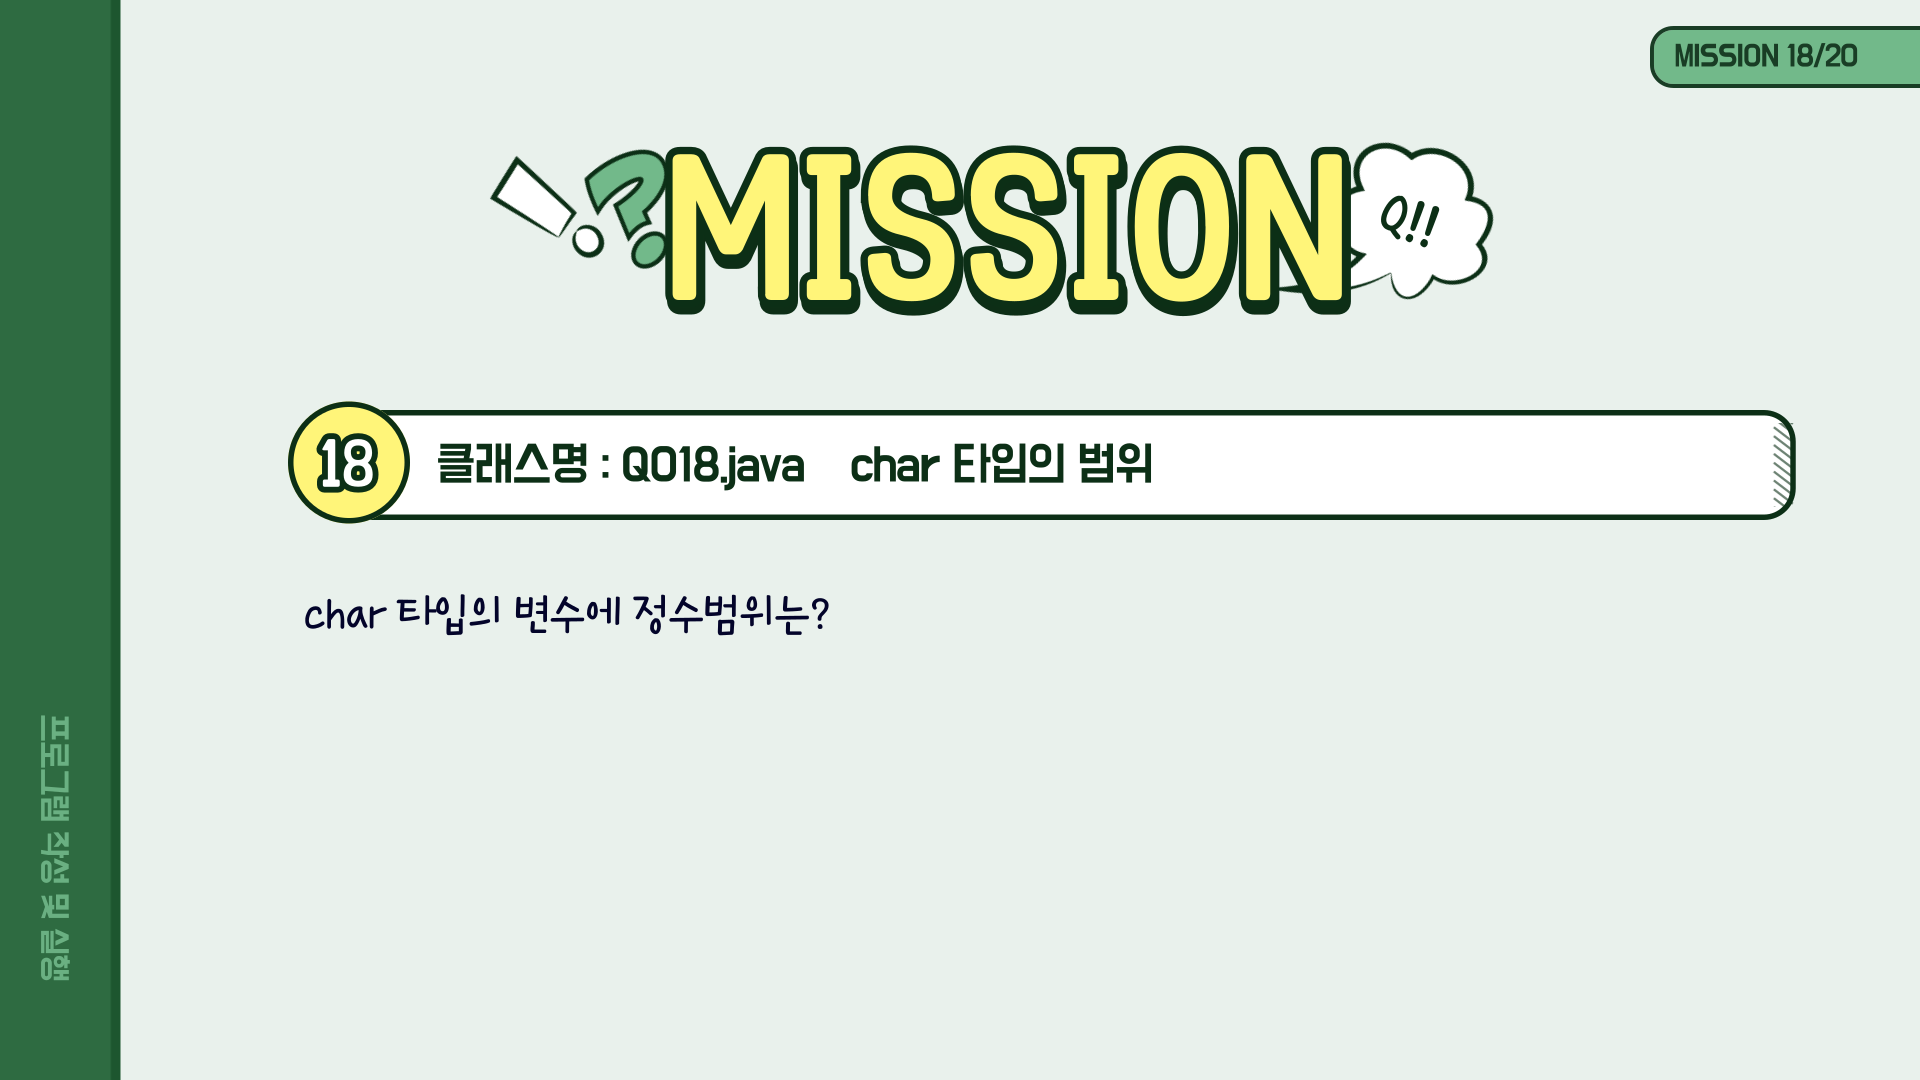 MISSION 18/20
MISSION
Q!!
18
클래스명 : Q018.java char 타입의 범위
char 타입의 변수에 정수범위는?
프로그램 작성 및 실행